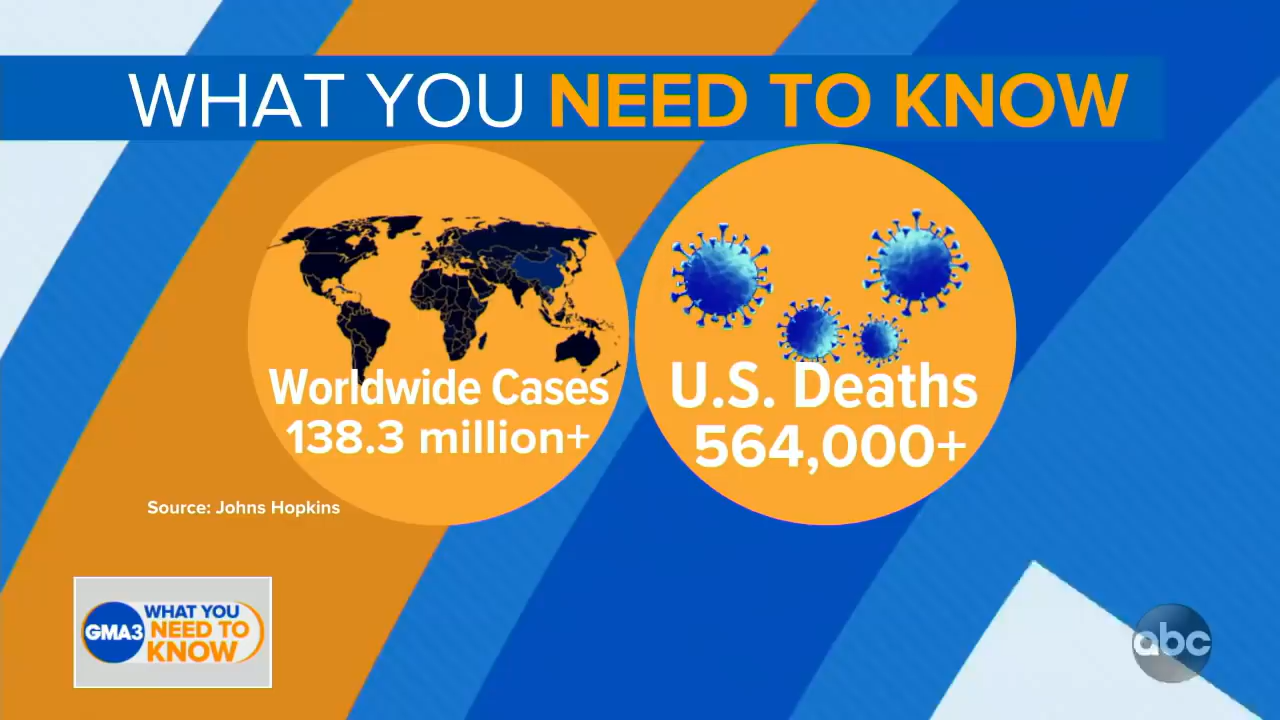 WHAT YOU NEED TO KNOW
Worldwide Cases
138.3 million+
U.S. Deaths
564,000+
Source: Johns Hopkins
GMA3
WHAT YOU
NEED TO
KNOW
abc